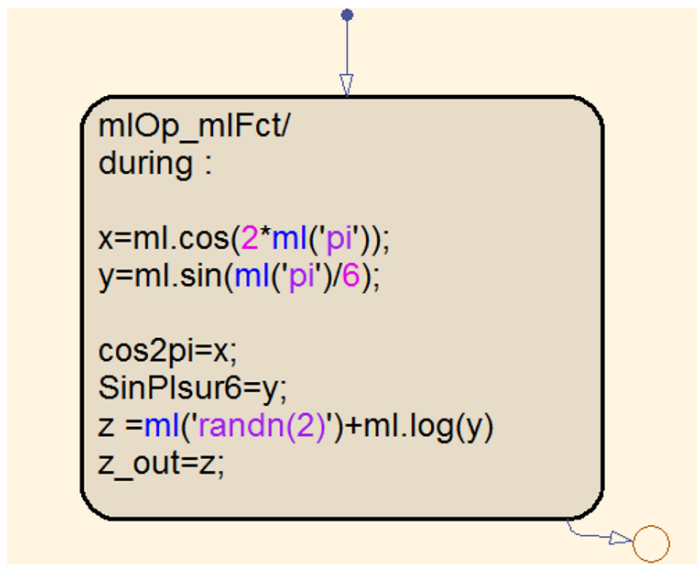 mlOp_mlFct/
during :
x=ml.cos(2*ml('pi'));
y=ml.sin(ml('pi')/6);
cos2pi=x;
SinPIsur6=y;
z =ml('randn(2)')+ml.log(y)
z_out=z;